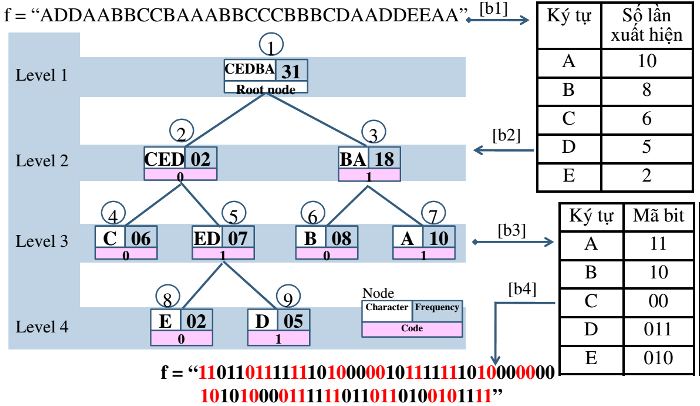 f = “ADDAABBCCBAAABBCCCBBBCDAADDEEAA”
[b1]
Ký tự
Số lần xuất hiện
A
10
B
8
C
6
D
5
E
2
Level 1
1
CEDBA
31
Root node
Level 2
2
CED
02
0
3
BA
18
1
[b2]
Level 3
4
C
06
0
5
ED
07
1
6
B
08
0
7
A
10
1
[b3]
Ký tự
Mã bit
A
11
B
10
C
00
D
011
E
010
Level 4
8
E
02
0
9
D
05
1
Node
Character
Frequency
Code
[b4]
f = “11011011111110100000101111111010000000
1010100001111110110110100101111”